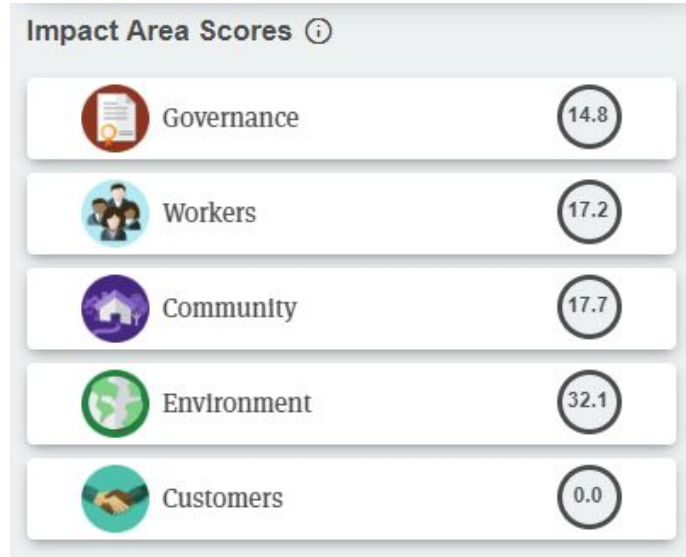 Impact Area Scores
Governance 14.8
Workers 17.2
Community 17.7
Environment 32.1
Customers 0.0